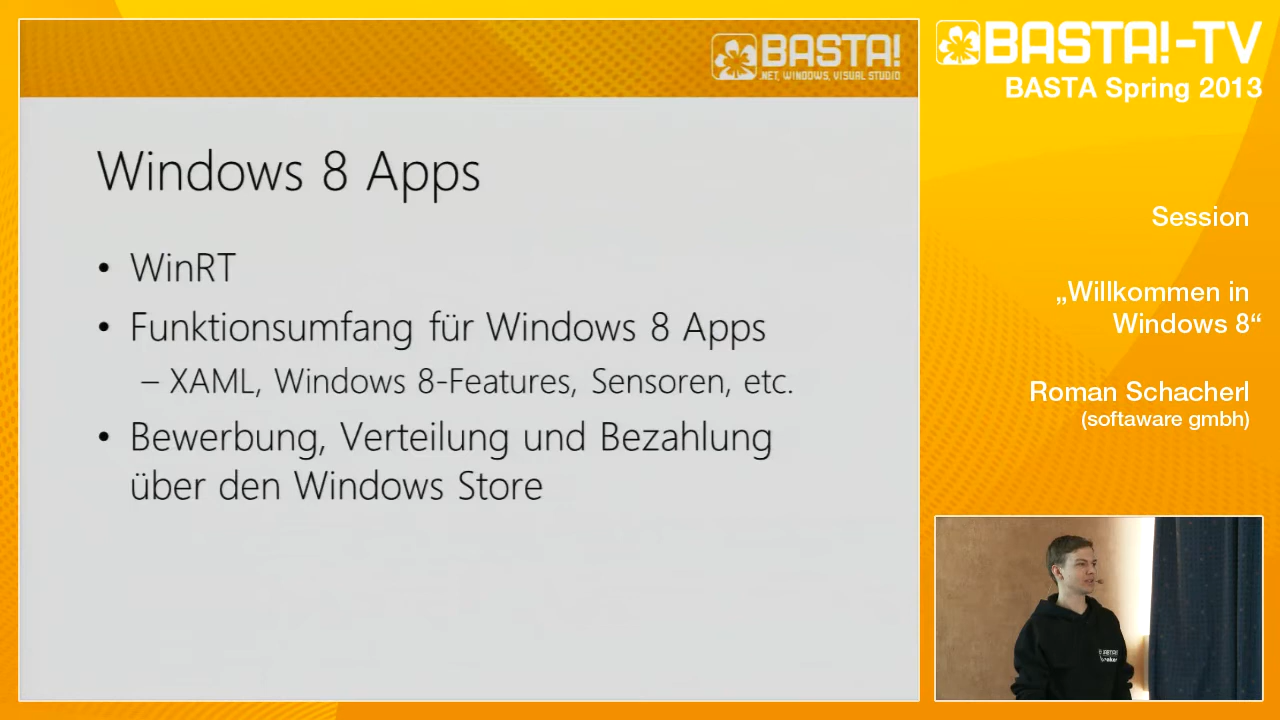 BASTA!
.NET, WINDOWS, VISUAL STUDIO
Windows 8 Apps
• WinRT
• Funktionsumfang für Windows 8 Apps
– XAML, Windows 8-Features, Sensoren, etc.
• Bewerbung, Verteilung und Bezahlung
über den Windows Store
BASTA!-TV
BASTA Spring 2013
Session
„Willkommen in
Windows 8“
Roman Schacherl
(softaware gmbh)